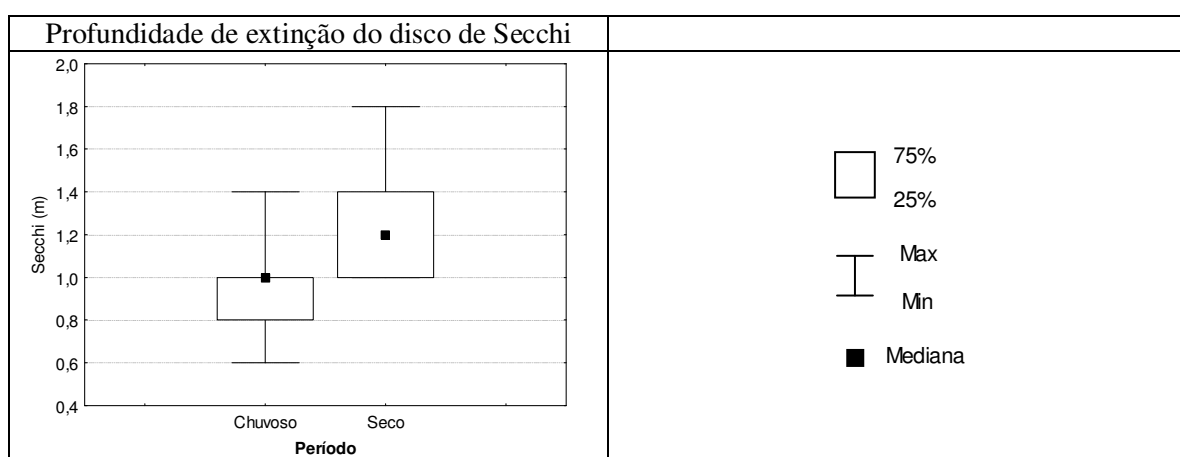 Profundidade de extinção do disco de Secchi
2,0
1,8
1,6
1,4
1,2
1,0
0,8
0,6
0,4
Secchi (m)
Chuvoso Seco
Período
75%
25%
Max
Min
Mediana